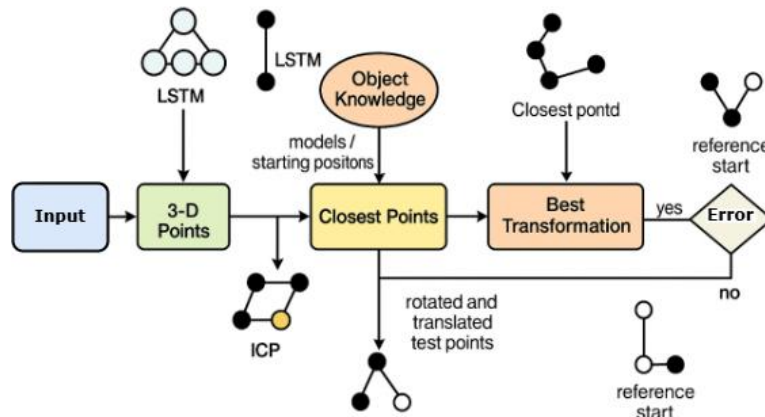 LSTM
LSTM
Object
Knowledge
Closest pontd
reference
start
models /
starting positons
Input
3-D
Points
Closest Points
Best
Transformation
yes
Error
no
ICP
rotated and
translated
test points
reference
start